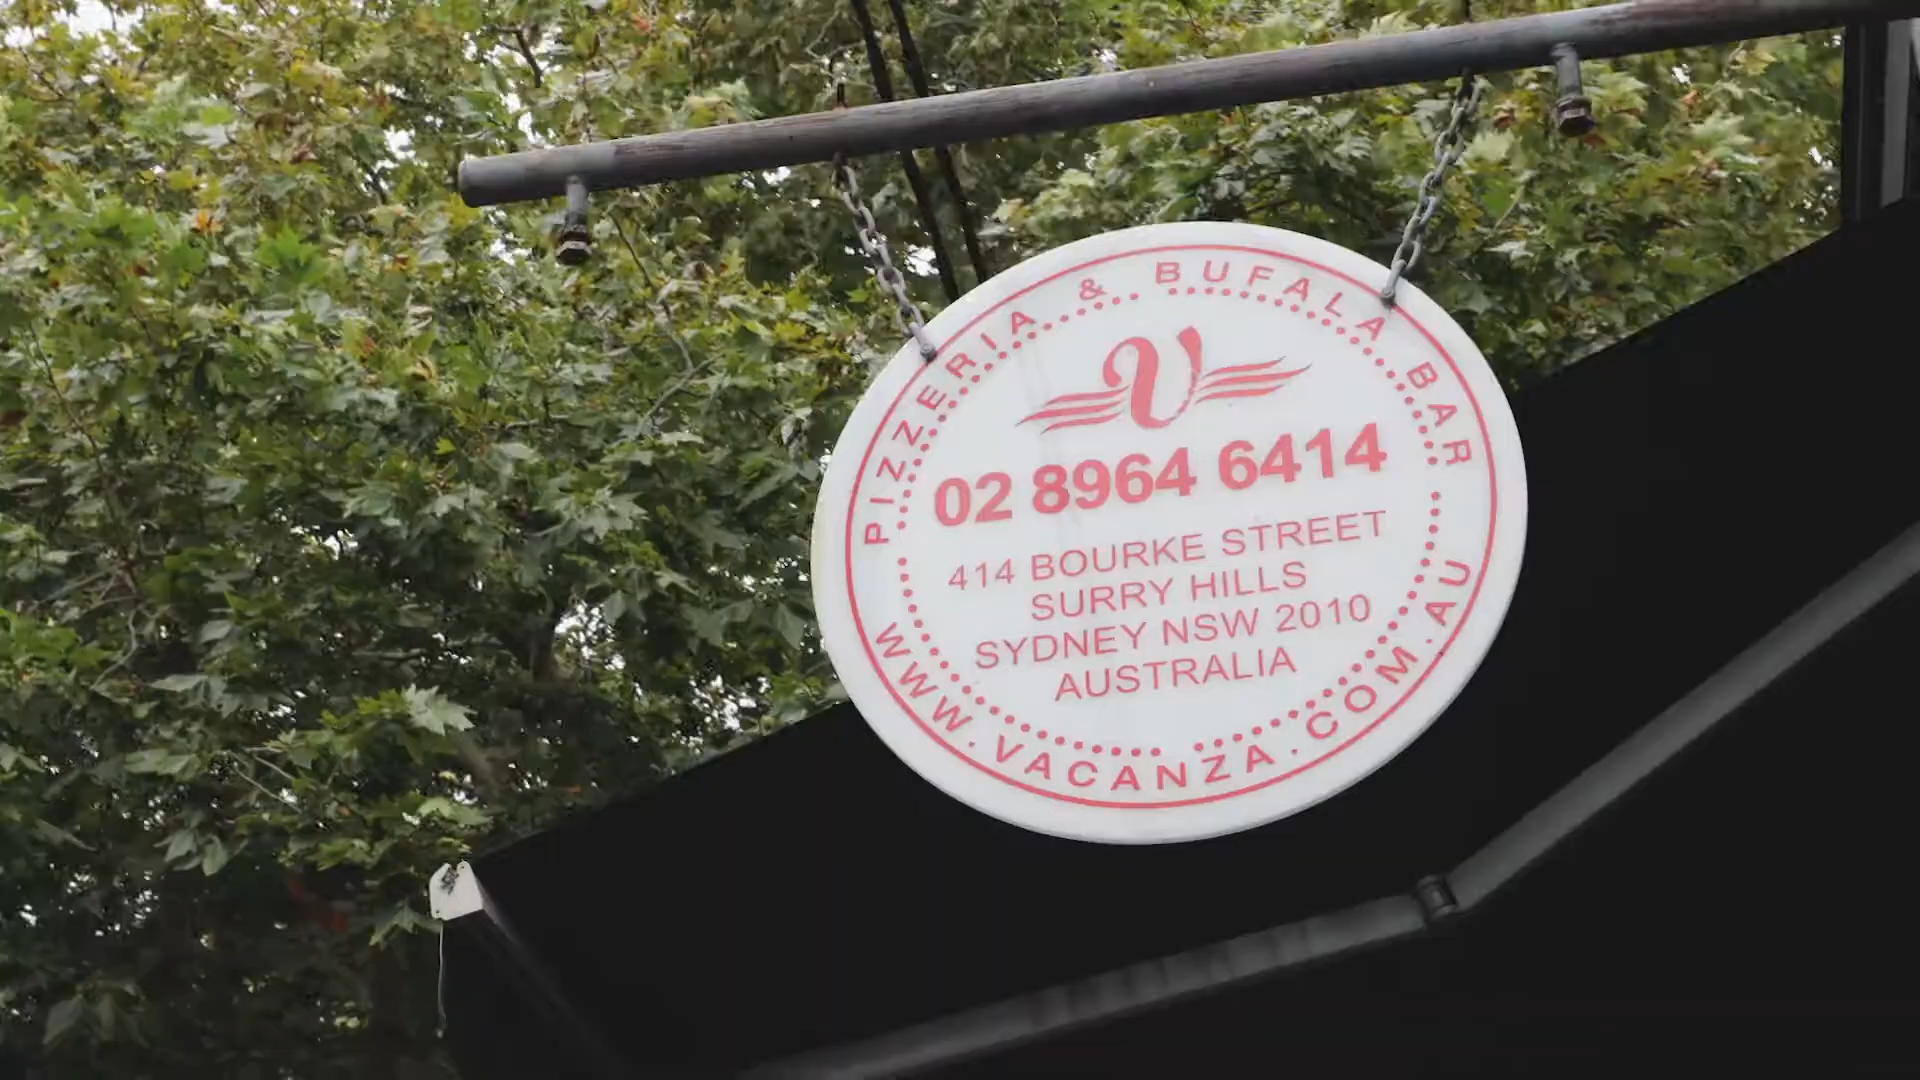 PIZZERIA & BUFALA BAR
V
02 8964 6414
414 BOURKE STREET
SURRY HILLS
SYDNEY NSW 2010
AUSTRALIA
WWW.VACANZA.COM.AU